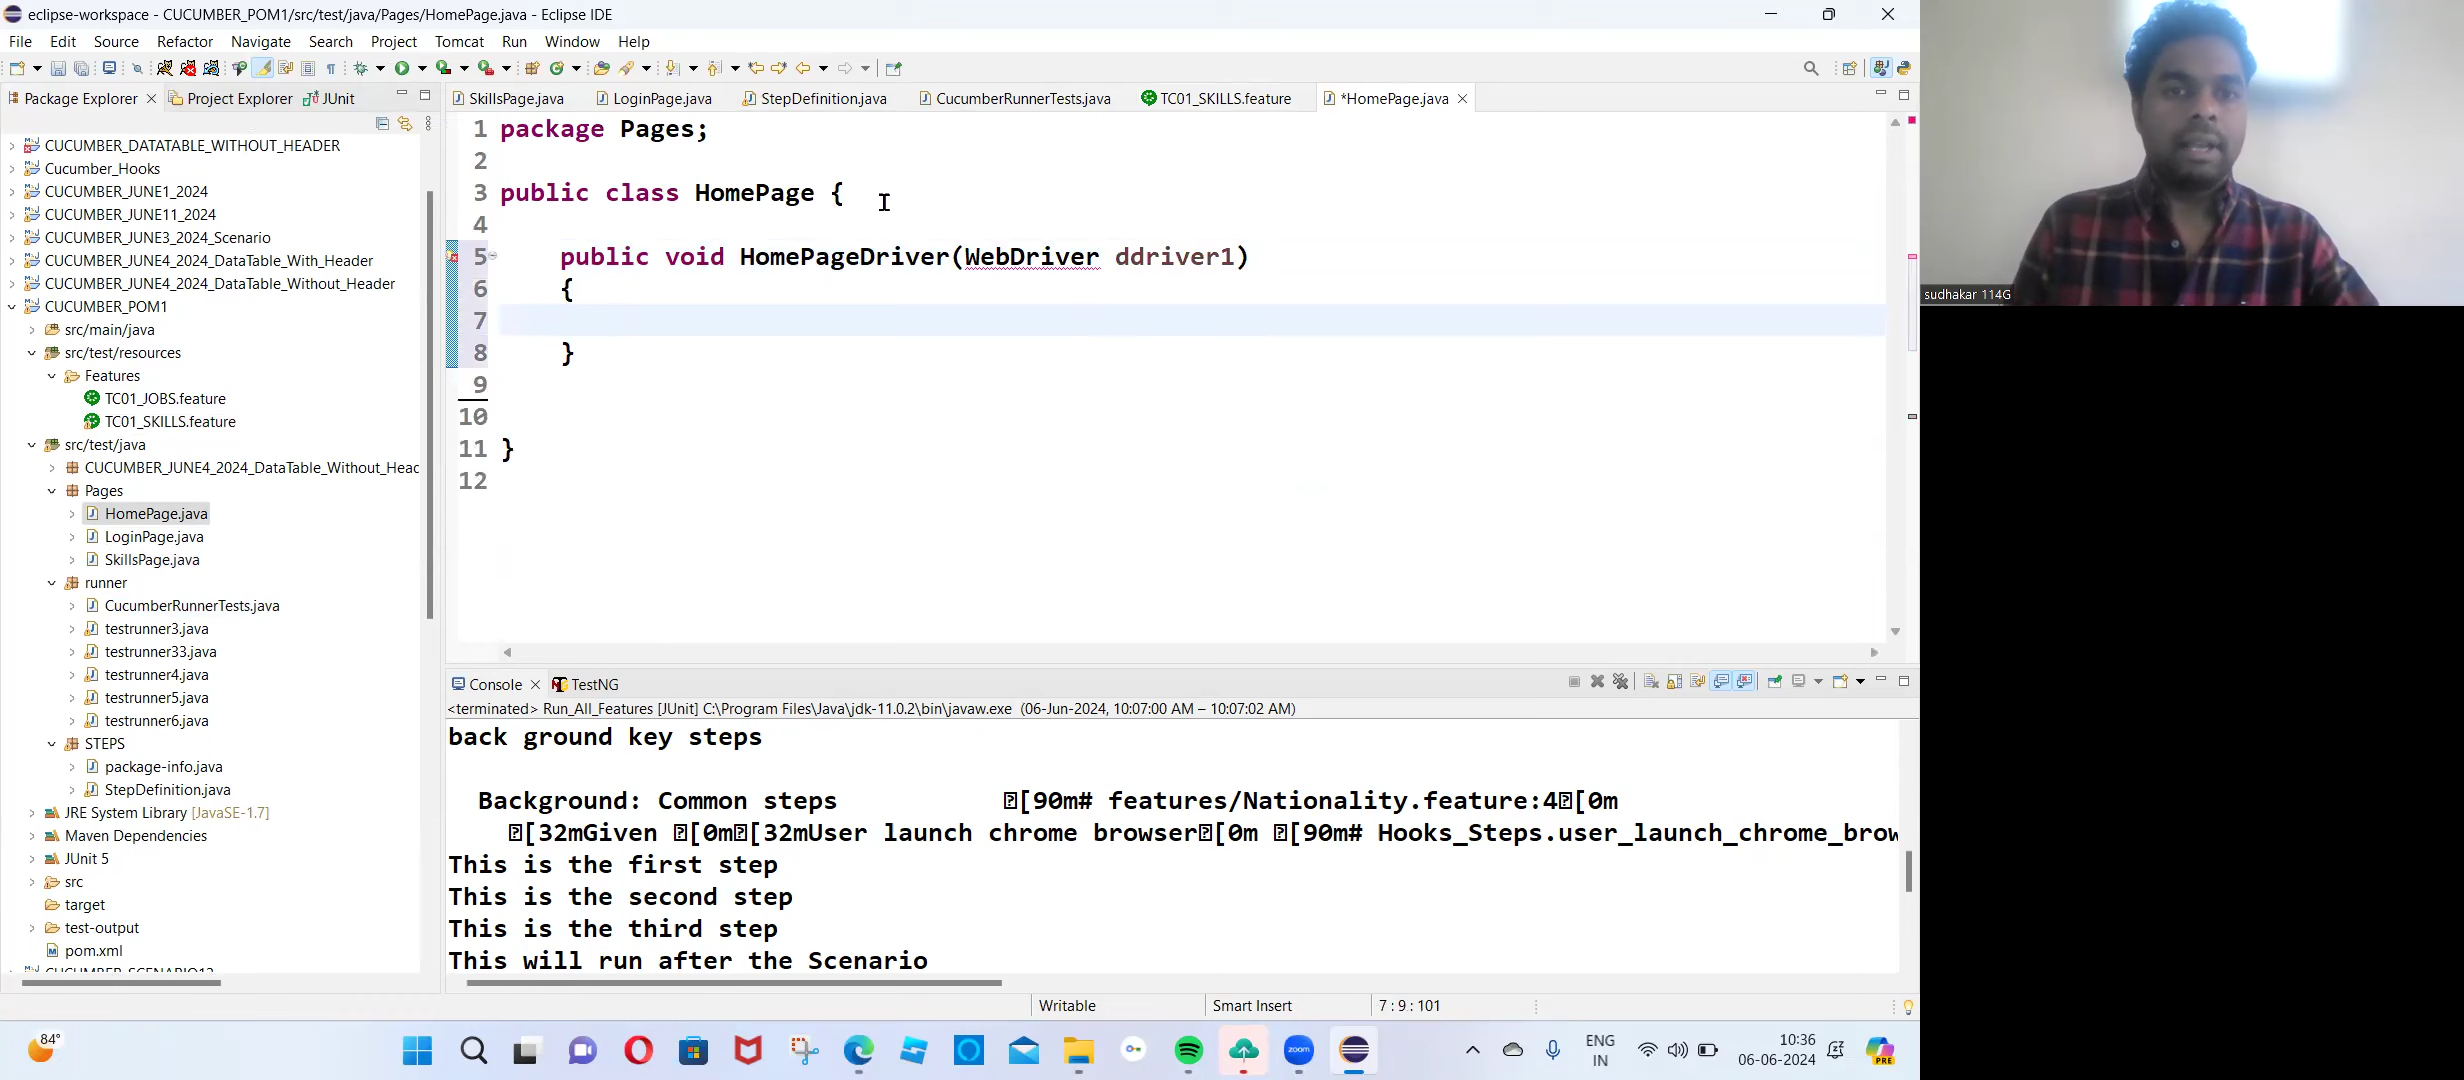 eclipse-workspace - CUCUMBER_POM1/src/test/java/Pages/HomePage.java - Eclipse IDE
File Edit Source Refactor Navigate Search Project Tomcat Run Window Help
Package Explorer Project Explorer JUnit
SkillsPage.java LoginPage.java StepDefinition.java CucumberRunnerTests.java TC01_SKILLS.feature *HomePage.java
CUCUMBER_DATATABLE_WITHOUT_HEADER
Cucumber_Hooks
CUCUMBER_JUNE1_2024
CUCUMBER_JUNE11_2024
CUCUMBER_JUNE3_2024_Scenario
CUCUMBER_JUNE4_2024_DataTable_With_Header
CUCUMBER_JUNE4_2024_DataTable_Without_Header
CUCUMBER_POM1
src/main/java
src/test/resources
Features
TC01_JOBS.feature
TC01_SKILLS.feature
src/test/java
CUCUMBER_JUNE4_2024_DataTable_Without_Heac
Pages
HomePage.java
LoginPage.java
SkillsPage.java
runner
CucumberRunnerTests.java
testrunner3.java
testrunner33.java
testrunner4.java
testrunner5.java
testrunner6.java
STEPS
package-info.java
StepDefinition.java
JRE System Library [JavaSE-1.7]
Maven Dependencies
JUnit 5
src
target
test-output
pom.xml
1 package Pages;
2
3 public class HomePage {
4
5 public void HomePageDriver(WebDriver ddriver1)
6 {
7
8 }
9
10
11 }
12
Console TestNG
<terminated> Run_All_Features [JUnit] C:\Program Files\Java\jdk-11.0.2\bin\javaw.exe (06-Jun-2024, 10:07:00 AM – 10:07:02 AM)
back ground key steps
Background: Common steps [90m# features/Nationality.feature:4[0m
[32mGiven [0m[32mUser launch chrome browser[0m [90m# Hooks_Steps.user_launch_chrome_brow
This is the first step
This is the second step
This is the third step
This will run after the Scenario
Writable Smart Insert 7 : 9 : 101
84°
zoom
ENG
IN
10:36
06-06-2024
PRE
sudhakar 114G